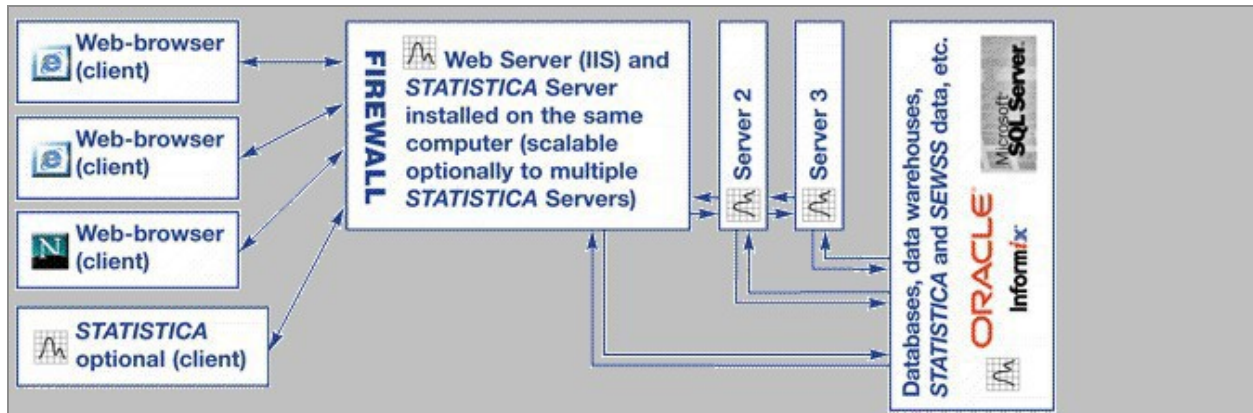 Web-browser
(client)
Web-browser
(client)
N
Web-browser
(client)
STATISTICA
optional (client)
FIREWALL
Web Server (IIS) and
STATISTICA Server
installed on the same
computer (scalable
optionally to multiple
STATISTICA Servers)
Server 2
Server 3
Databases, data warehouses,
STATISTICA and SEWSS data, etc.
ORACLE
Informix
Microsoft
SQL Server